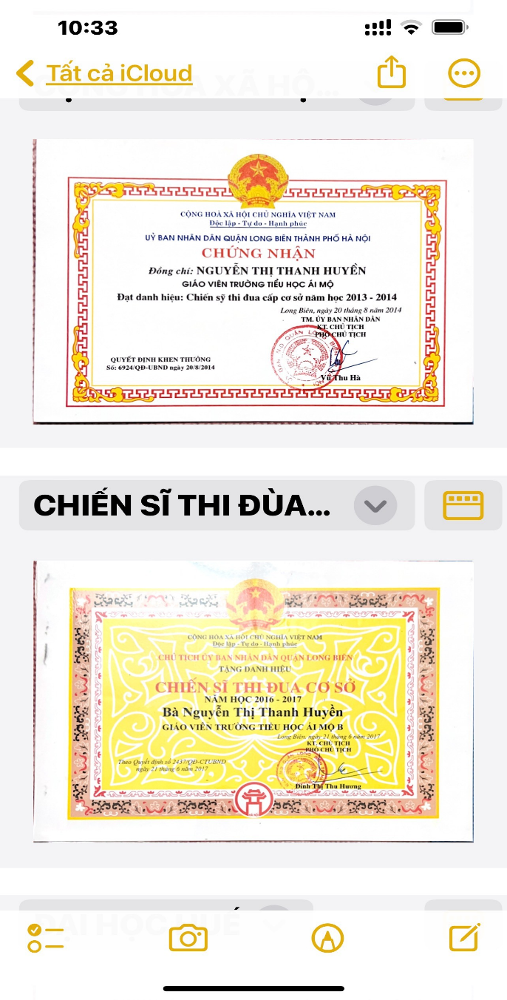 10:33
Tất cả iCloud
CỘNG HOÀ XÃ HỘI CHỦ NGHĨA VIỆT NAM
Độc lập - Tự do - Hạnh phúc
UỶ BAN NHÂN DÂN QUẬN LONG BIÊN THÀNH PHỐ HÀ NỘI
CHỨNG NHẬN
Đồng chí: NGUYỄN THỊ THANH HUYỀN
GIÁO VIÊN TRƯỜNG TIỂU HỌC ÁI MỘ
Đạt danh hiệu: Chiến sỹ thi đua cấp cơ sở năm học 2013 - 2014
Long Biên, ngày 20 tháng 8 năm 2014
TM. ỦY BAN NHÂN DÂN
KT. CHỦ TỊCH
PHÓ CHỦ TỊCH
QUYẾT ĐỊNH KHEN THƯỞNG
Số: 6924/QĐ-UBND ngày 20/8/2014
Vũ Thu Hà
CHIẾN SĨ THI ĐÙA...
CỘNG HÒA XÃ HỘI CHỦ NGHĨA VIỆT NAM
Độc lập - Tự do - Hạnh phúc
CHỦ TỊCH ỦY BAN NHÂN DÂN QUẬN LONG BIÊN
TẶNG DANH HIỆU
CHIẾN SĨ THI ĐUA CƠ SỞ
NĂM HỌC 2016 - 2017
Bà Nguyễn Thị Thanh Huyền
GIÁO VIÊN TRƯỜNG TIỂU HỌC ÁI MỘ B
Long Biên, ngày 21 tháng 6 năm 2017
KT. CHỦ TỊCH
PHÓ CHỦ TỊCH
Theo Quyết định số 2437/QĐ-CTUBND
ngày 21 tháng 6 năm 2017
Đinh Thị Thu Hương
HÀ NỘI
ĐẠI HỌC HUẾ